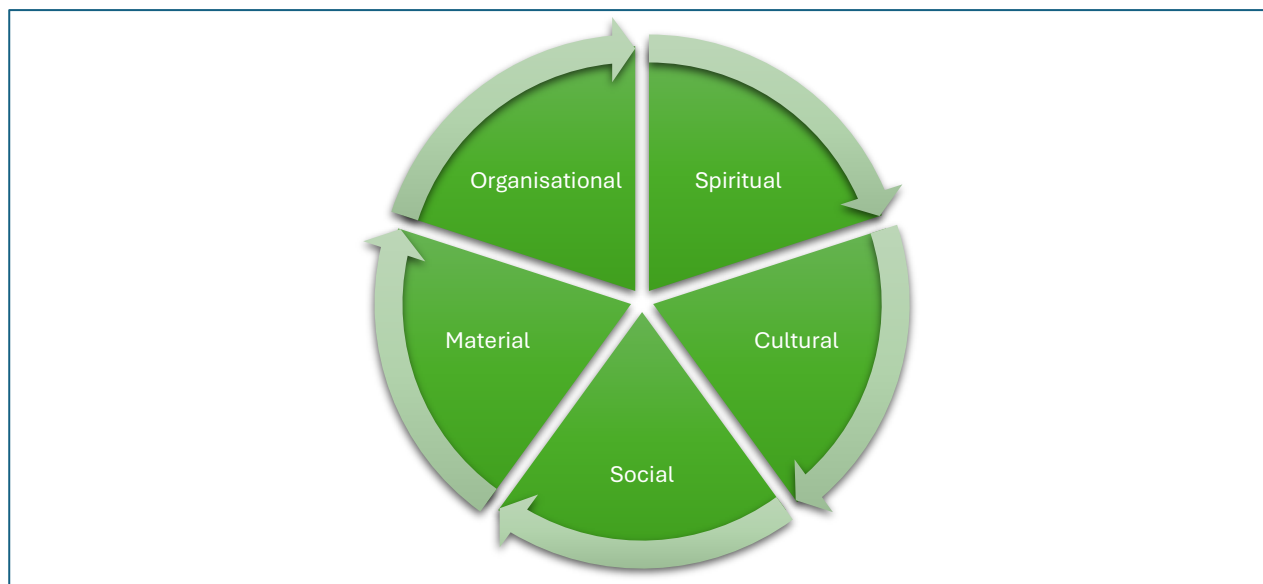 Organisational
Spiritual
Material
Cultural
Social